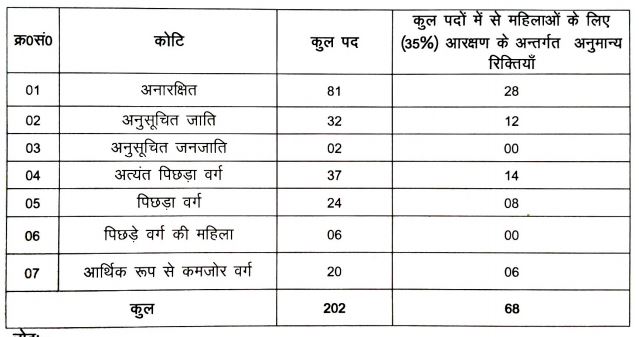 क्र0सं0 कोटि कुल पद कुल पदों में से महिलाओं के लिए
(35%) आरक्षण के अन्तर्गत अनुमान्य
रिक्तियाँ
01 अनारक्षित 81 28
02 अनुसूचित जाति 32 12
03 अनुसूचित जनजाति 02 00
04 अत्यंत पिछड़ा वर्ग 37 14
05 पिछड़ा वर्ग 24 08
06 पिछड़े वर्ग की महिला 06 00
07 आर्थिक रूप से कमजोर वर्ग 20 06
कुल 202 68